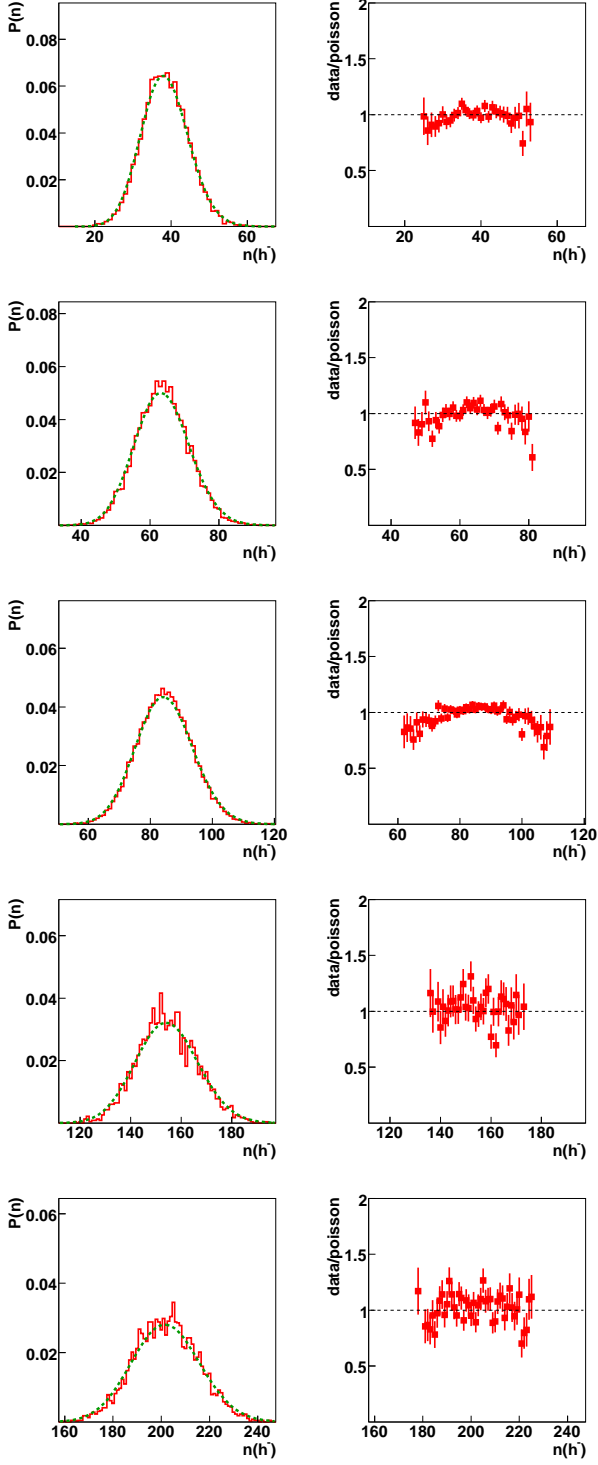 P(n) 0.08 0.06 0.04 0.02 20 40 60 n(h⁻)
data/poisson 2 1.5 1 0.5 20 40 60 n(h⁻)
P(n) 0.08 0.06 0.04 0.02 40 60 80 n(h⁻)
data/poisson 2 1.5 1 0.5 40 60 80 n(h⁻)
P(n) 0.06 0.04 0.02 60 80 100 120 n(h⁻)
data/poisson 2 1.5 1 0.5 60 80 100 120 n(h⁻)
P(n) 0.06 0.04 0.02 120 140 160 180 n(h⁻)
data/poisson 2 1.5 1 0.5 120 140 160 180 n(h⁻)
P(n) 0.06 0.04 0.02 160 180 200 220 240 n(h⁻)
data/poisson 2 1.5 1 0.5 160 180 200 220 240 n(h⁻)